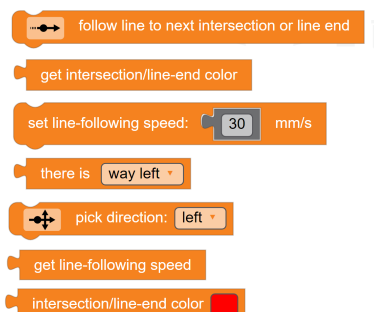 follow line to next intersection or line end
get intersection/line-end color
set line-following speed: 30 mm/s
there is way left
pick direction: left
get line-following speed
intersection/line-end color